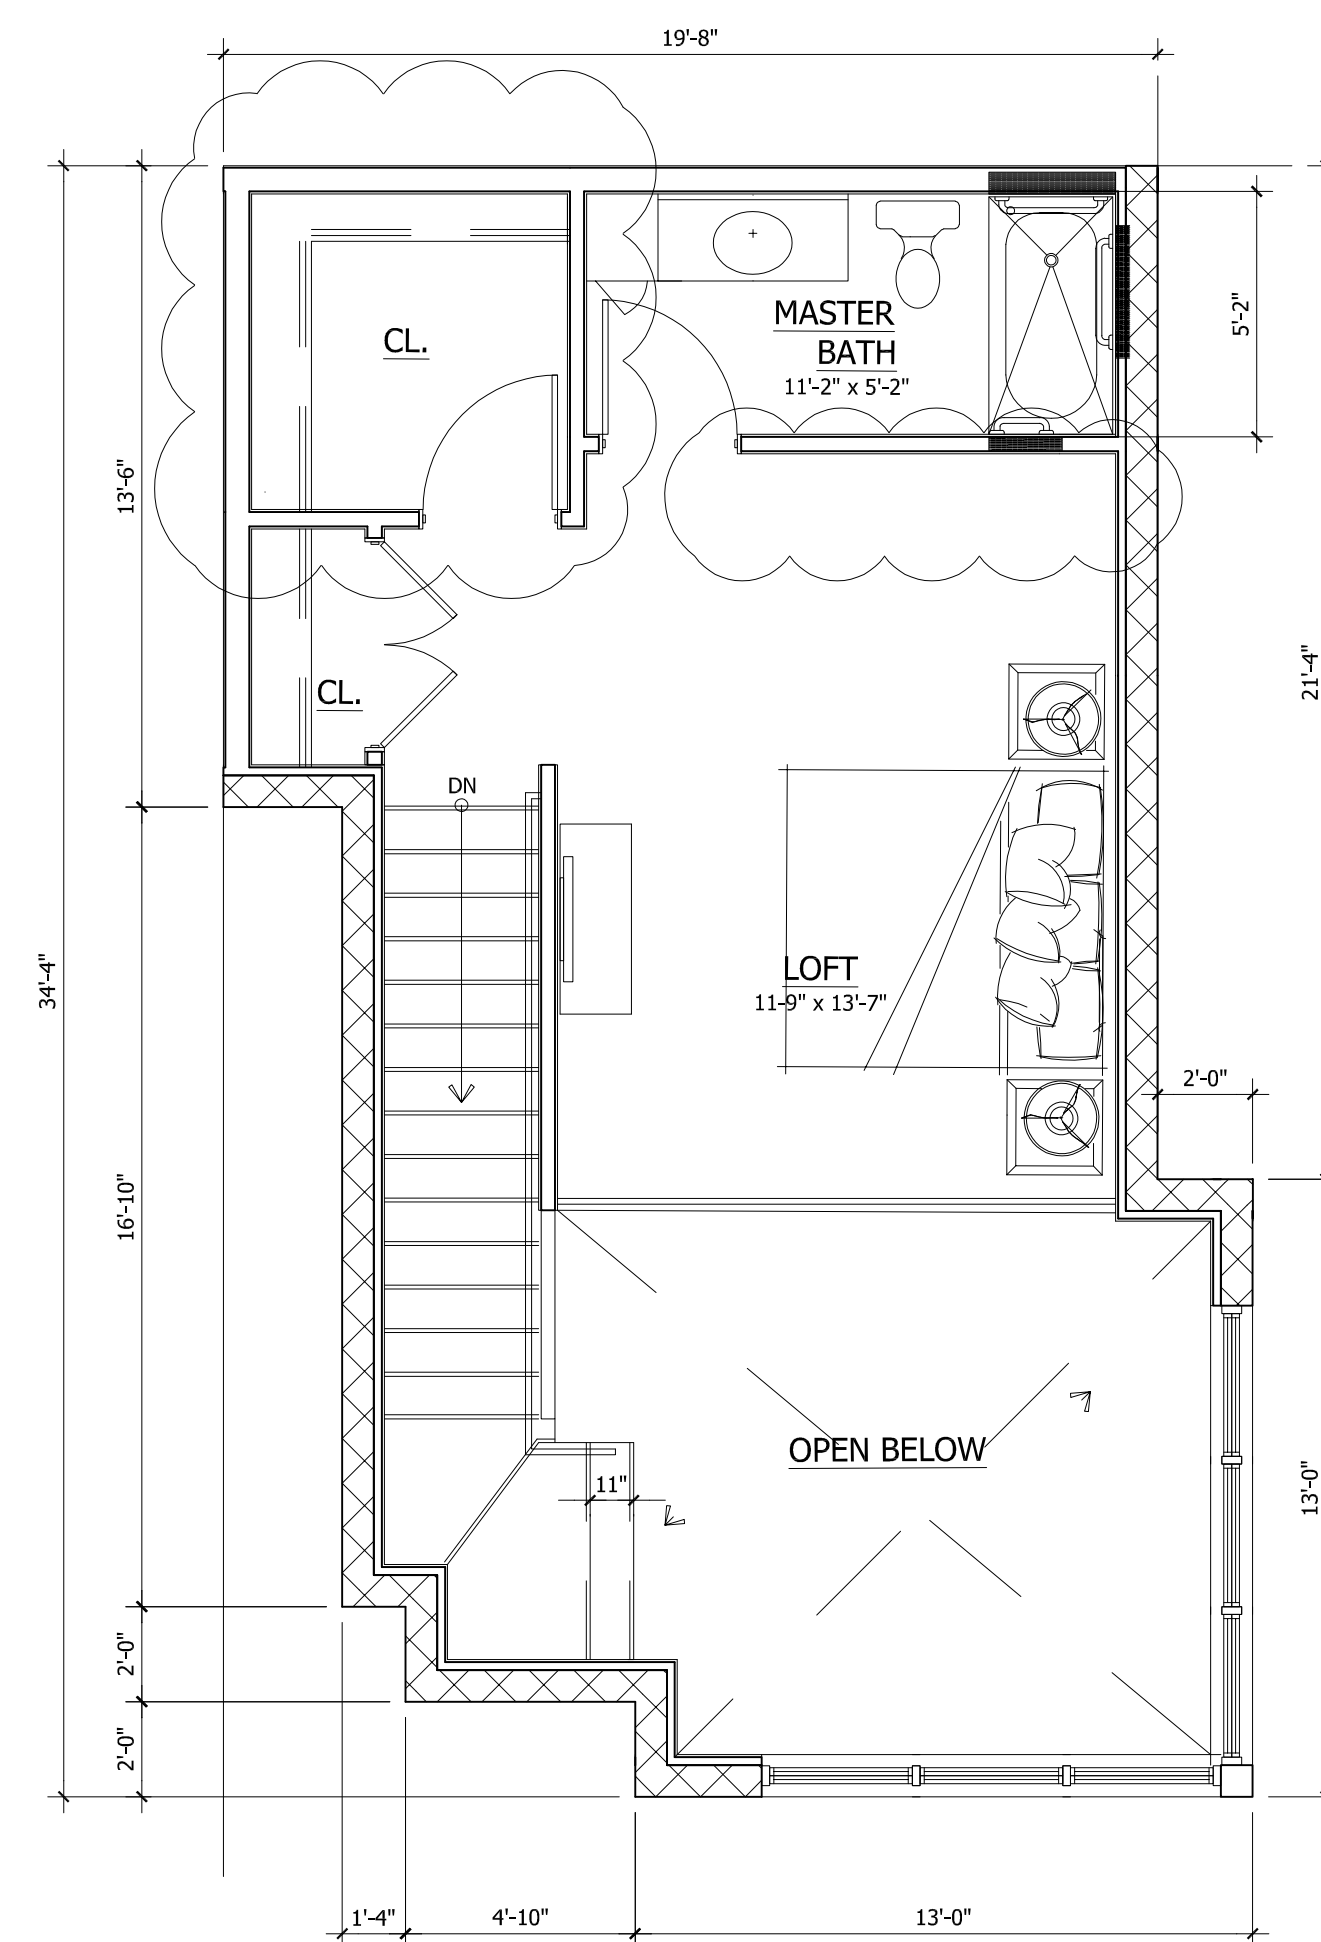 19'-8"
5'-2"
MASTER
BATH
11'-2" x 5'-2"
CL.
13'-6"
21'-4"
CL.
DN
34'-4"
LOFT
11-9" x 13'-7"
2'-0"
16'-10"
OPEN BELOW
11"
13'-0"
2'-0"
2'-0"
1'-4"
4'-10"
13'-0"